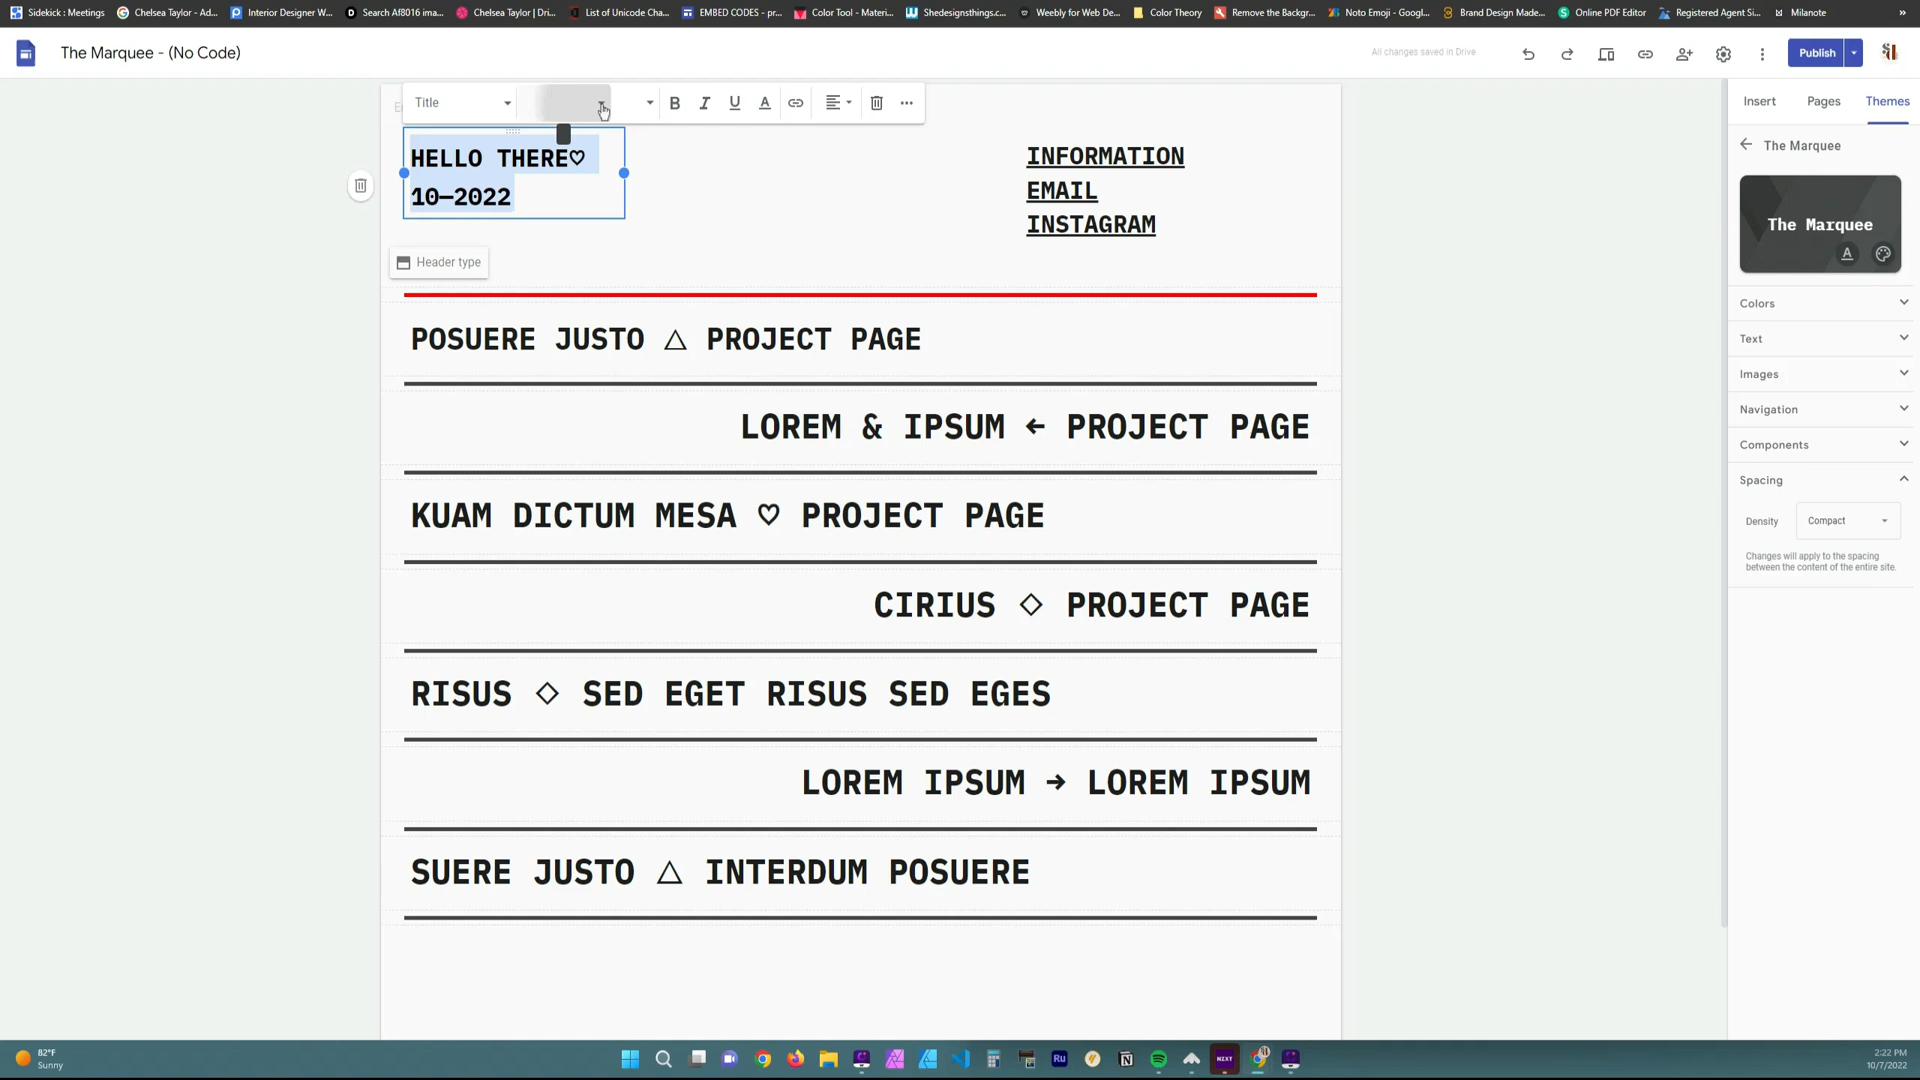 Sidekick : Meetings
Chelsea Taylor - Ad...
Interior Designer W...
Search Af8016 ima...
Chelsea Taylor | Dri...
List of Unicode Cha...
EMBED CODES - pr...
Color Tool - Materi...
Shedesignsthings.c...
Weebly for Web De...
Color Theory
Remove the Backgr...
Noto Emoji - Googl...
Brand Design Made...
Online PDF Editor
Registered Agent Si...
Milanote
»
The Marquee - (No Code)
All changes saved in Drive
Publish
Title
B I U A
Insert Pages Themes
HELLO THERE♡
10—2022
INFORMATION
EMAIL
INSTAGRAM
Header type
The Marquee
The Marquee
A
Colors
Text
Images
Navigation
Components
Spacing
Density Compact
Changes will apply to the spacing
between the content of the entire site.
POSUERE JUSTO △ PROJECT PAGE
LOREM & IPSUM ← PROJECT PAGE
KUAM DICTUM MESA ♡ PROJECT PAGE
CIRIUS ◇ PROJECT PAGE
RISUS ◇ SED EGET RISUS SED EGES
LOREM IPSUM → LOREM IPSUM
SUERE JUSTO △ INTERDUM POSUERE
82°F
Sunny
Ru
NZXT
2:22 PM
10/7/2022